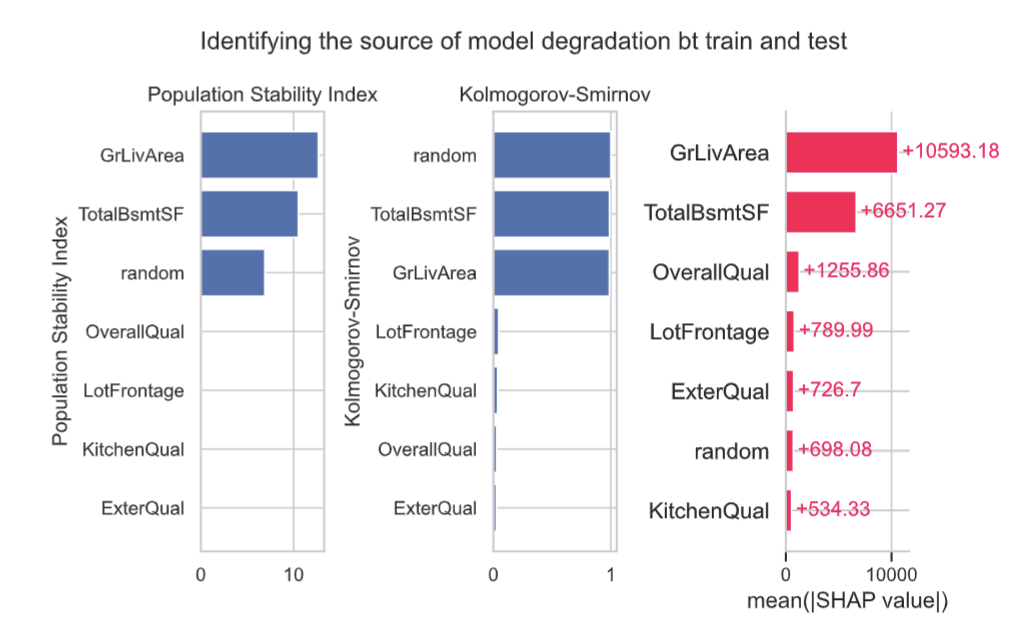 Identifying the source of model degradation bt train and test
Population Stability Index
Population Stability Index
GrLivArea
TotalBsmtSF
random
OverallQual
LotFrontage
KitchenQual
ExterQual
0 10
Kolmogorov-Smirnov
Kolmogorov-Smirnov
random
TotalBsmtSF
GrLivArea
LotFrontage
KitchenQual
OverallQual
ExterQual
0 1
GrLivArea +10593.18
TotalBsmtSF +6651.27
OverallQual +1255.86
LotFrontage +789.99
ExterQual +726.7
random +698.08
KitchenQual +534.33
0 10000
mean(|SHAP value|)